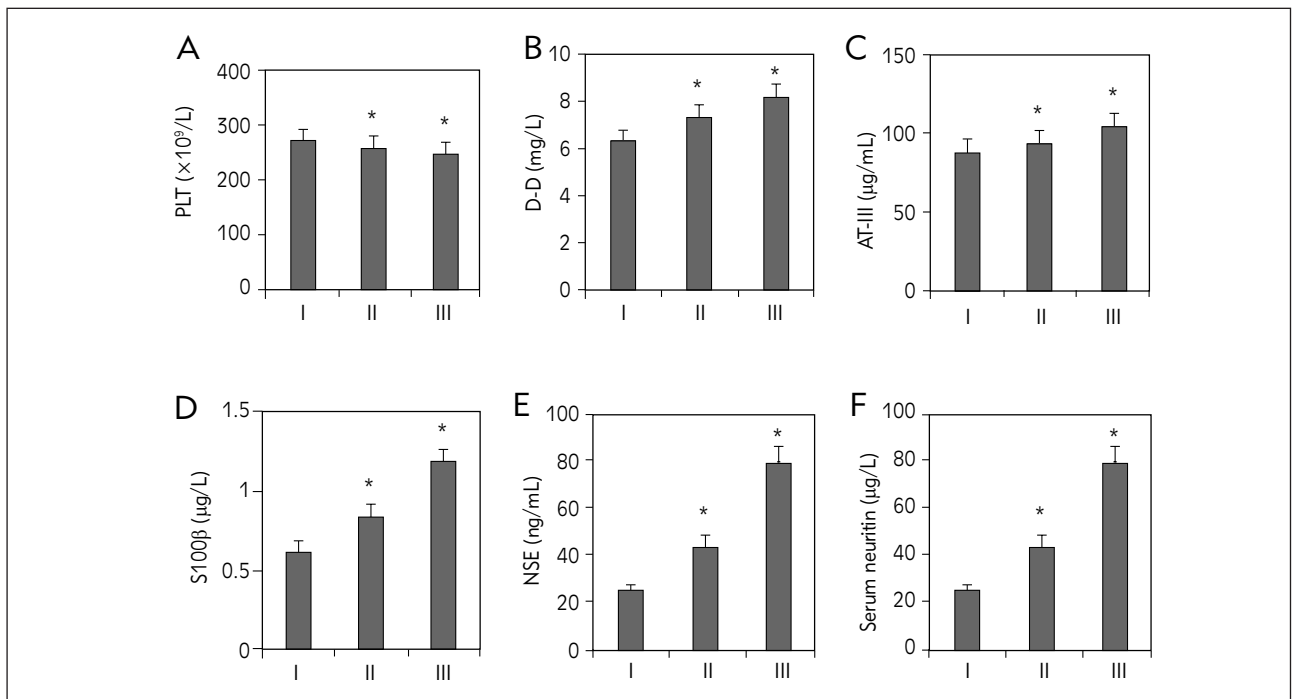 A
PLT (×10⁹/L)
400
300
200
100
0
*
*
I II III
B
D-D (mg/L)
10
8
6
4
2
0
*
*
I II III
C
AT-III (µg/mL)
150
100
50
0
*
*
I II III
D
S100β (µg/L)
1.5
1
0.5
0
*
*
I II III
E
NSE (ng/mL)
100
80
60
40
20
0
*
*
I II III
F
Serum neuritin (µg/L)
100
80
60
40
20
0
*
*
I II III